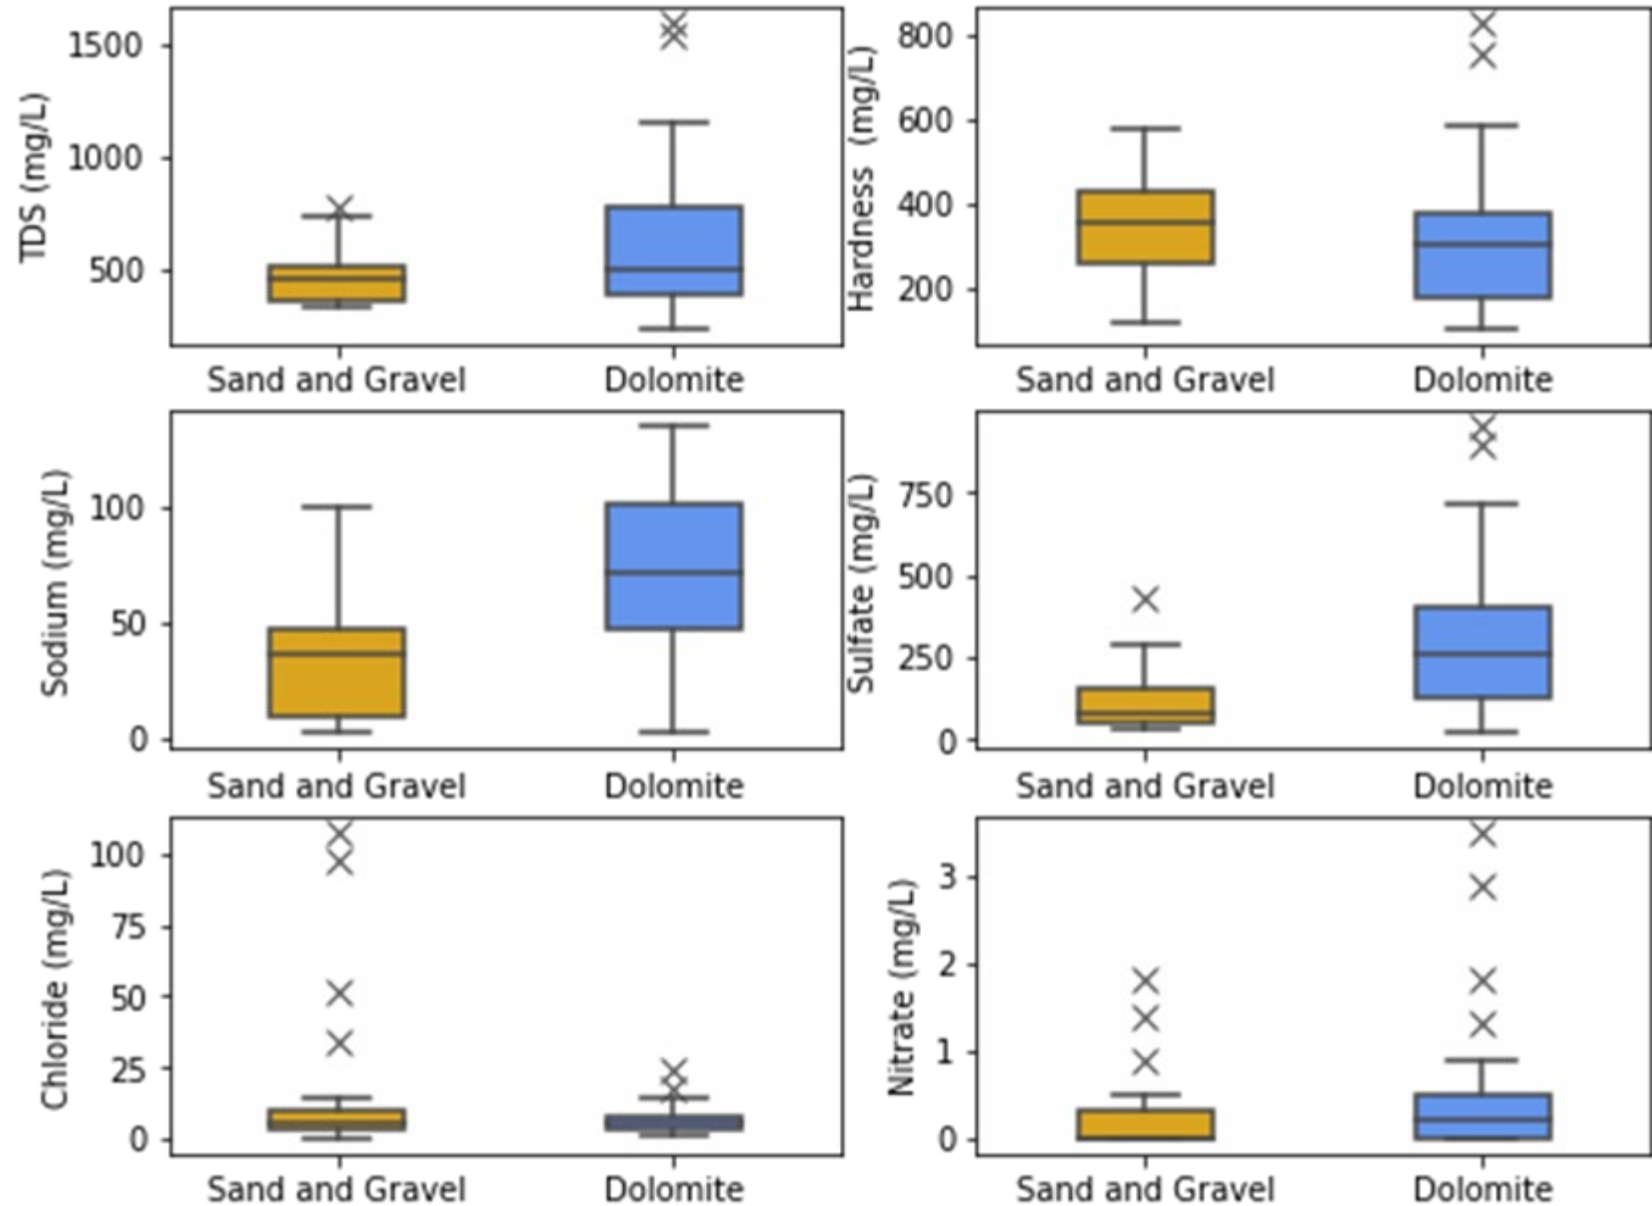 TDS (mg/L)
1500
1000
500
Sand and Gravel
Dolomite
Hardness (mg/L)
800
600
400
200
Sand and Gravel
Dolomite
Sodium (mg/L)
100
50
0
Sand and Gravel
Dolomite
Sulfate (mg/L)
750
500
250
0
Sand and Gravel
Dolomite
Chloride (mg/L)
100
75
50
25
0
Sand and Gravel
Dolomite
Nitrate (mg/L)
3
2
1
0
Sand and Gravel
Dolomite